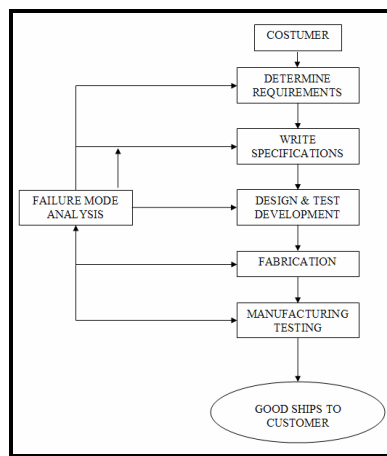 COSTUMER
DETERMINE
REQUIREMENTS
WRITE
SPECIFICATIONS
FAILURE MODE
ANALYSIS
DESIGN & TEST
DEVELOPMENT
FABRICATION
MANUFACTURING
TESTING
GOOD SHIPS TO
CUSTOMER